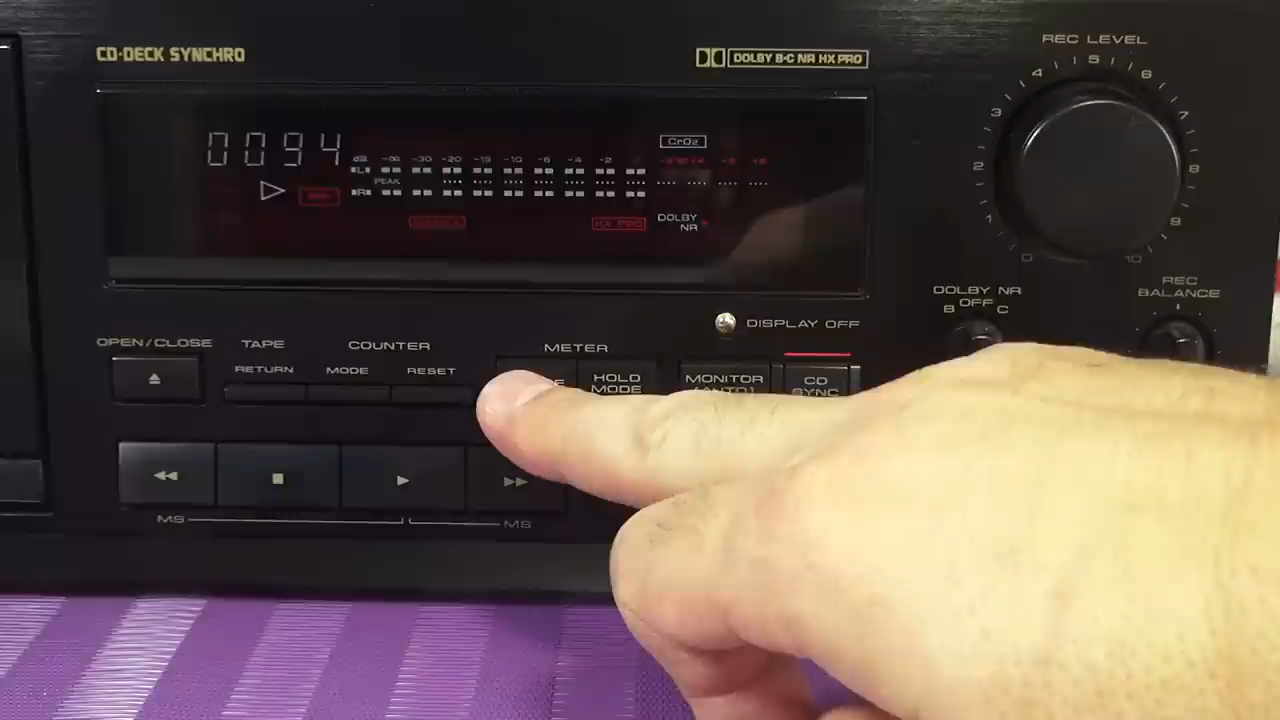 CD·DECK SYNCHRO
DOLBY B·C NR HX PRO
REC LEVEL
0 1 2 3 4 5 6 7 8 9 10
0094
CrO2
dB -∞ -30 -20 -15 -10 -6 -4 -2
L
PEAK
R
HX PRO
DOLBY
NR
DOLBY NR
OFF
B C
REC
BALANCE
DISPLAY OFF
OPEN/CLOSE
TAPE
RETURN
COUNTER
MODE RESET
METER
HOLD
MODE
MONITOR
(AUTO)
CD
SYNC
MS MS